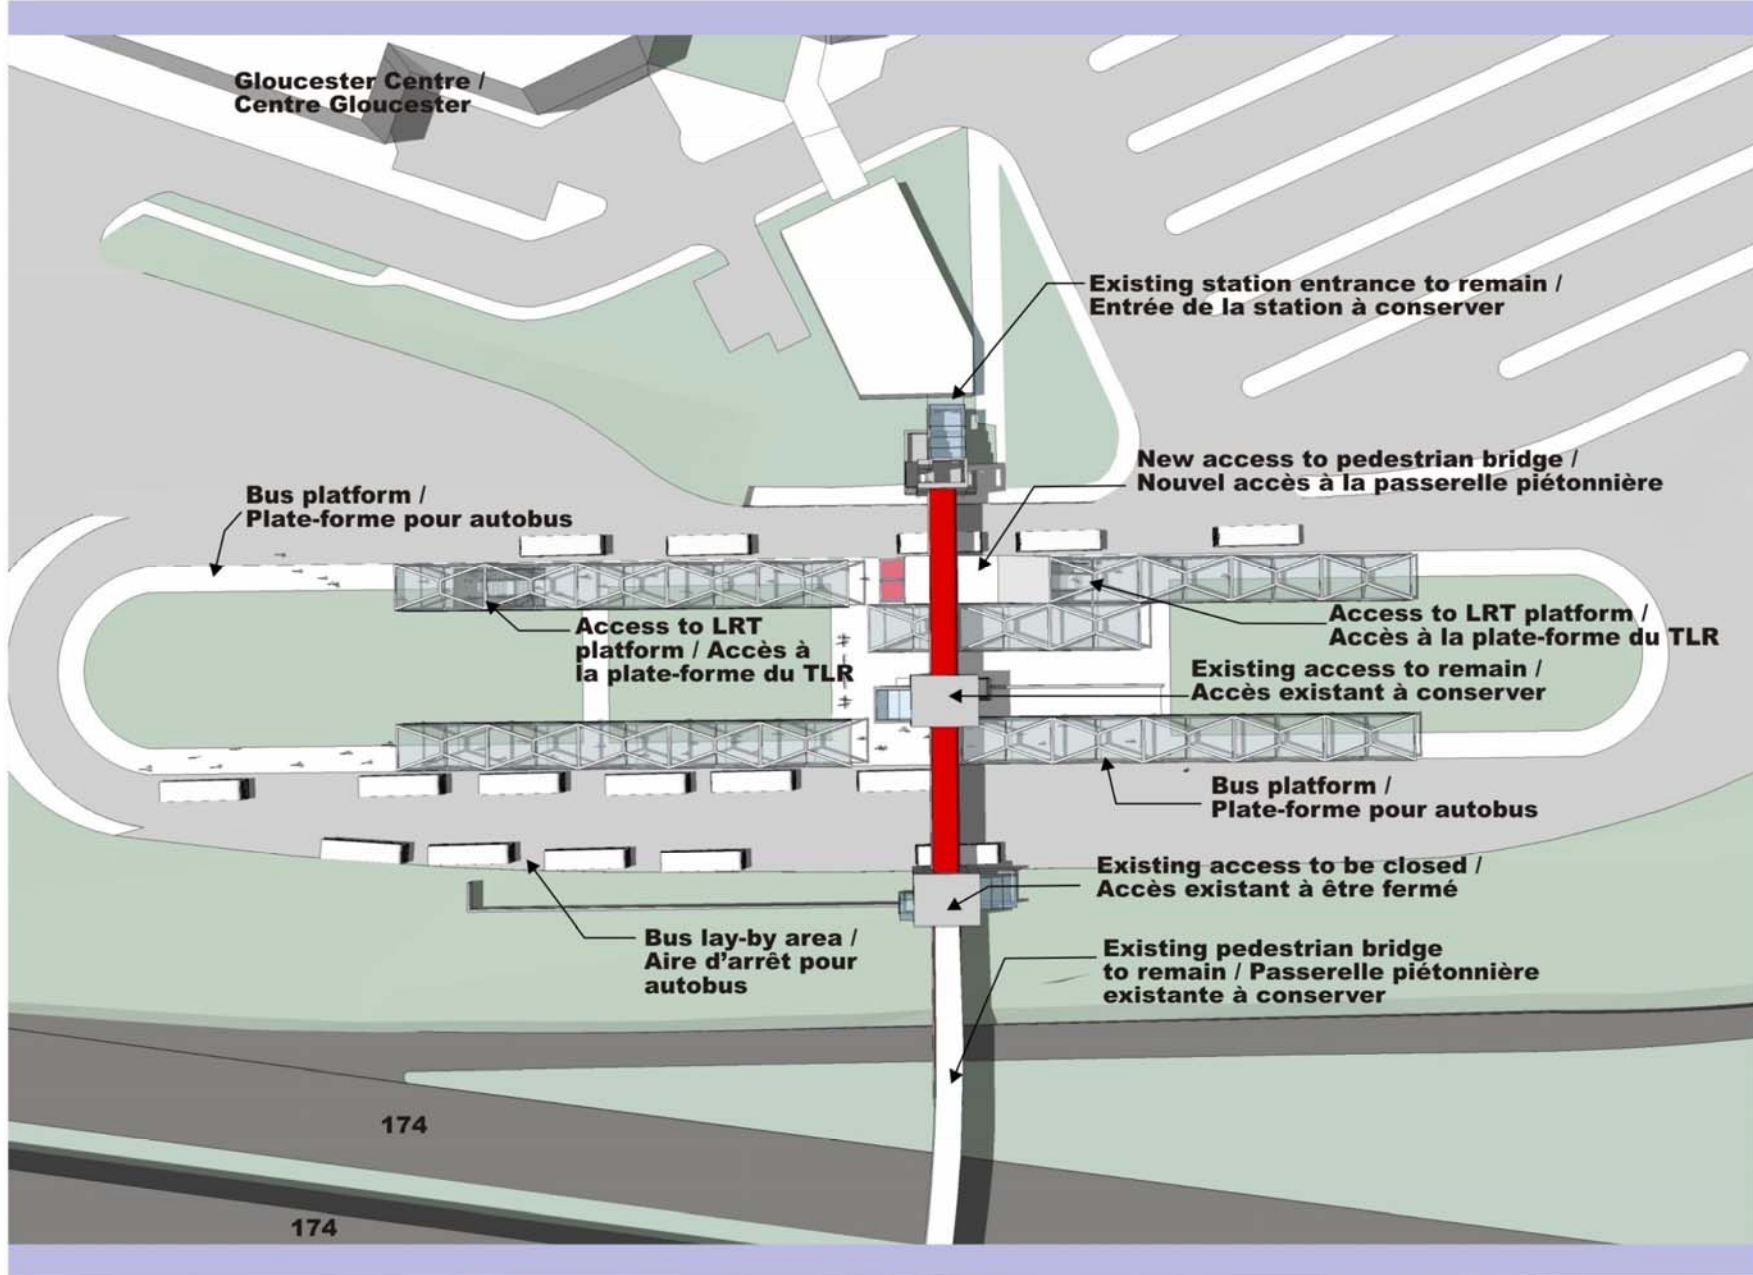 Gloucester Centre /
Centre Gloucester
Existing station entrance to remain /
Entrée de la station à conserver
New access to pedestrian bridge /
Nouvel accès à la passerelle piétonnière
Bus platform /
Plate-forme pour autobus
Access to LRT
platform / Accès à
la plate-forme du TLR
Access to LRT platform /
Accès à la plate-forme du TLR
Existing access to remain /
Accès existant à conserver
Bus platform /
Plate-forme pour autobus
Existing access to be closed /
Accès existant à être fermé
Bus lay-by area /
Aire d'arrêt pour
autobus
Existing pedestrian bridge
to remain / Passerelle piétonnière
existante à conserver
174
174